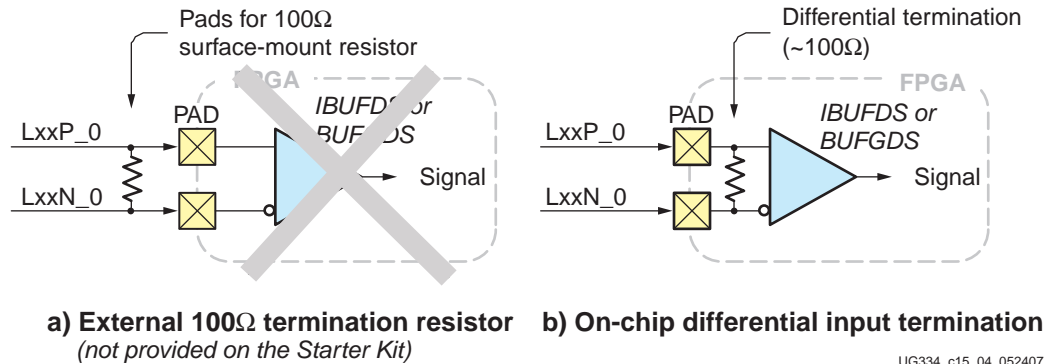 Pads for 100Ω
surface-mount resistor
FPGA
PAD
IBUFDS or
BUFGDS
LxxP_0
LxxN_0
Signal
a) External 100Ω termination resistor
(not provided on the Starter Kit)
Differential termination
(~100Ω)
FPGA
PAD
IBUFDS or
BUFGDS
LxxP_0
LxxN_0
Signal
b) On-chip differential input termination
UG334_c15_04_052407